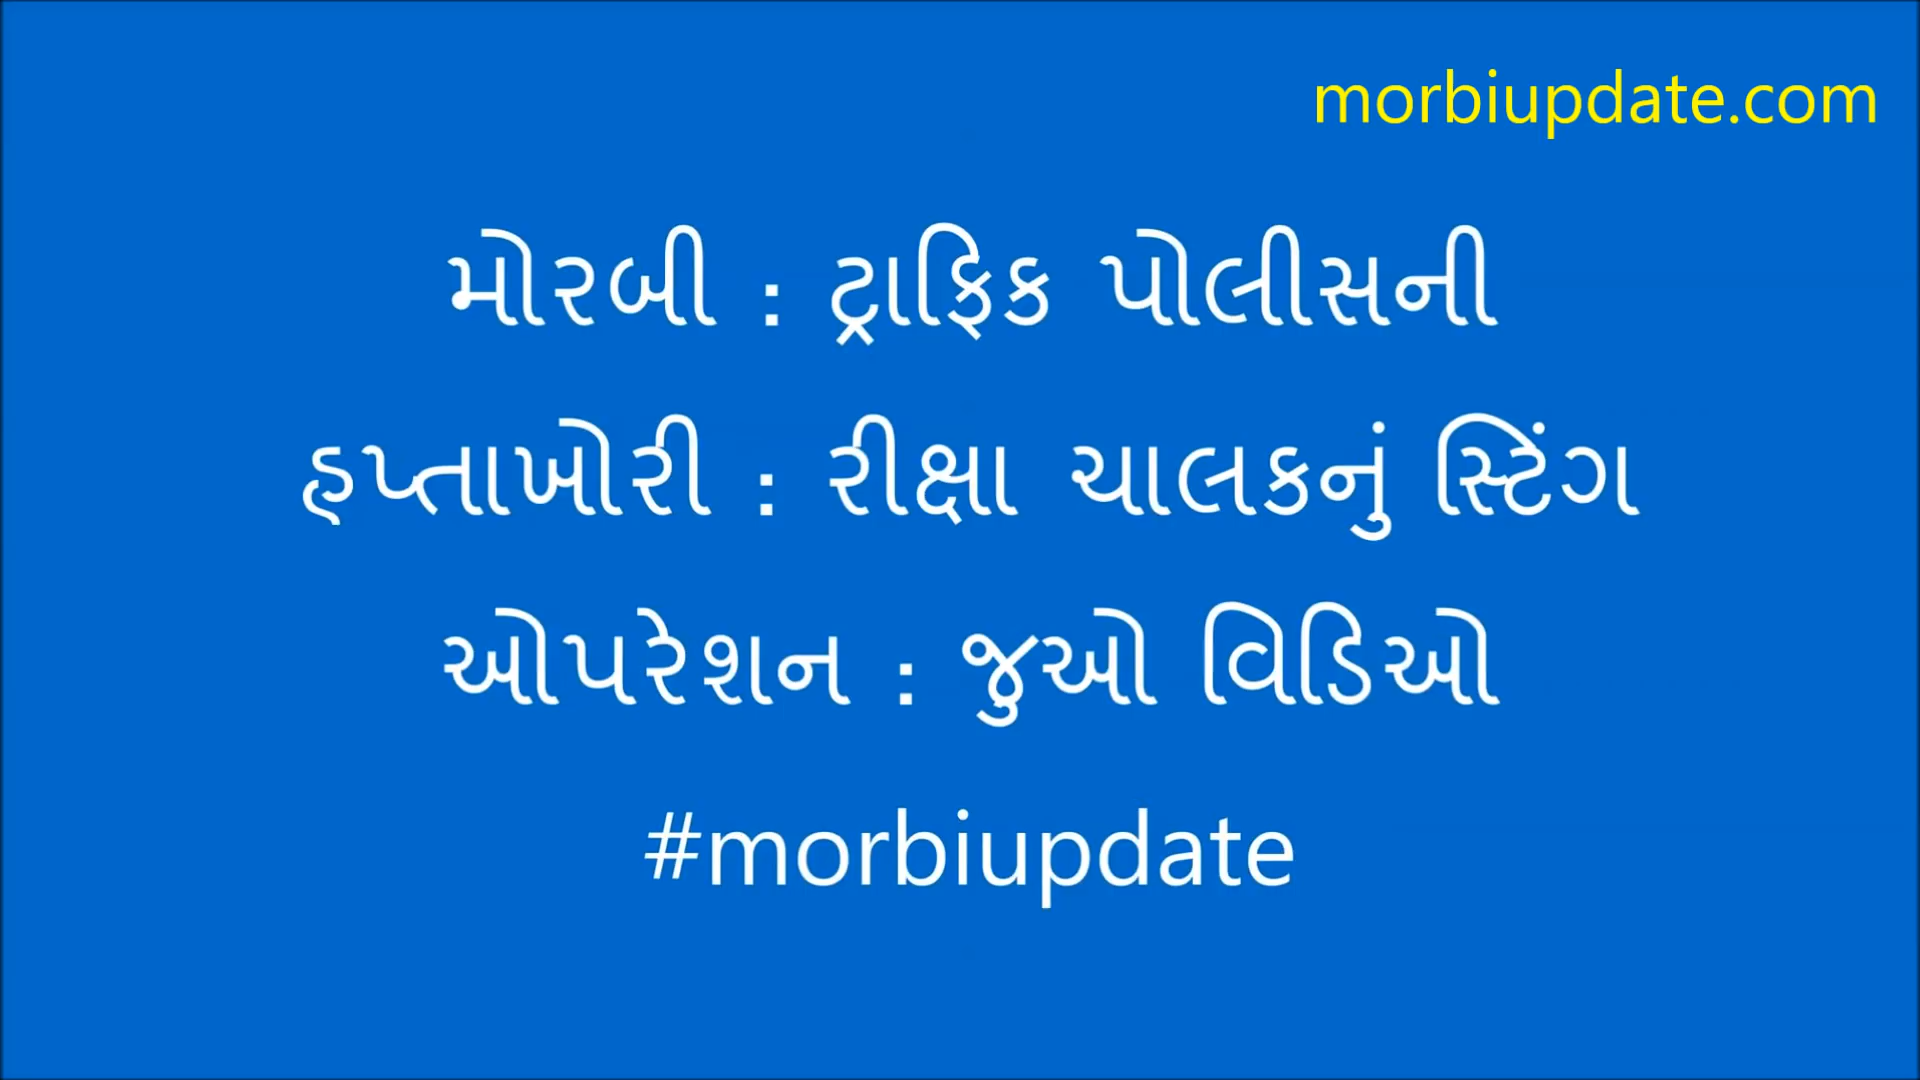 morbiupdate.com
મોરબી : ટ્રાફિક પોલીસની
હપ્તાખોરી : રીક્ષા ચાલકનું સ્ટિંગ
ઓપરેશન : જુઓ વિડિઓ
#morbiupdate